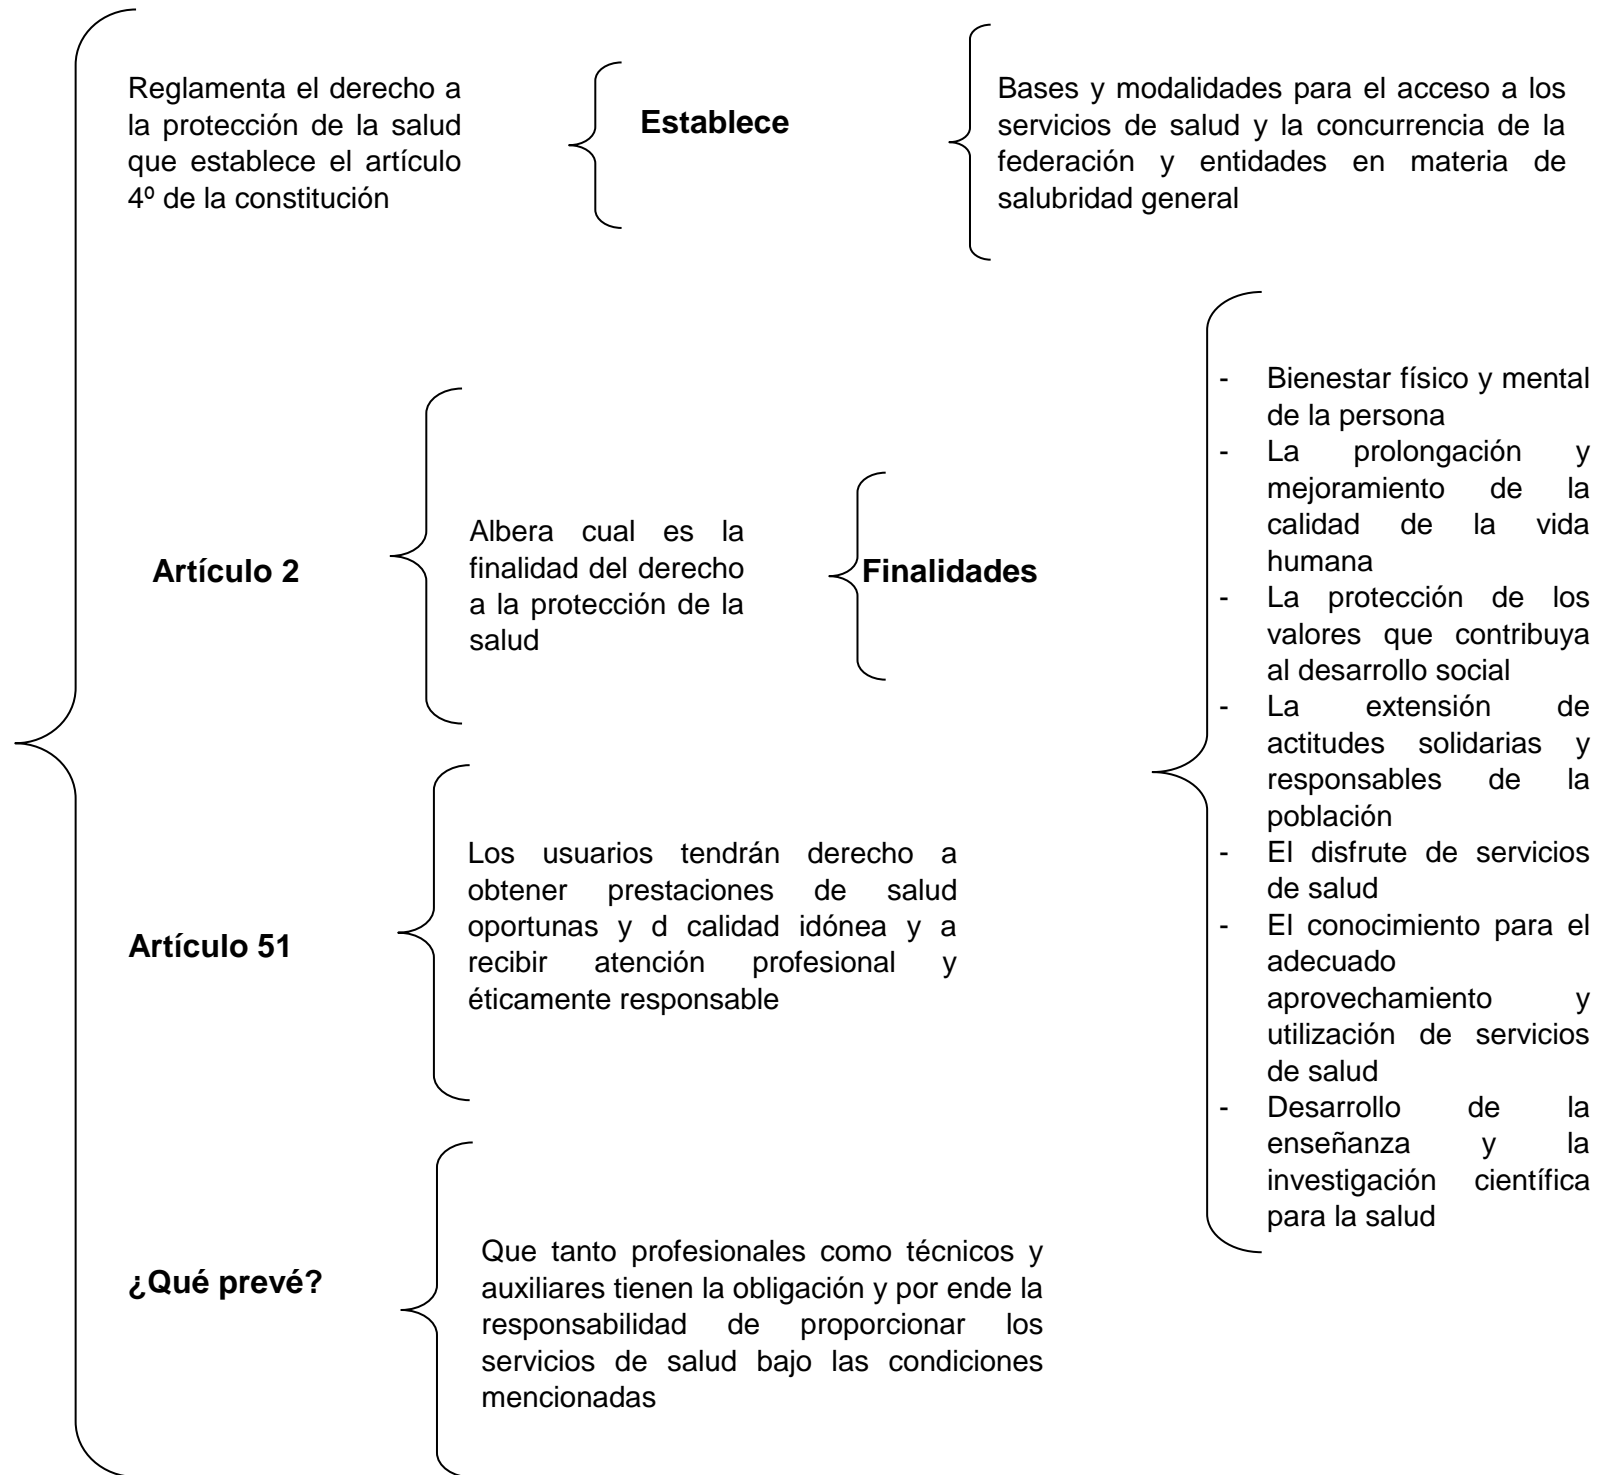 Reglamenta el derecho a
la protección de la salud
que establece el artículo
4º de la constitución
Establece
Bases y modalidades para el acceso a los
servicios de salud y la concurrencia de la
federación y entidades en materia de
salubridad general
Artículo 2
Albera cual es la
finalidad del derecho
a la protección de la
salud
Finalidades
- Bienestar físico y mental
de la persona
- La prolongación y
mejoramiento de la
calidad de la vida
humana
- La protección de los
valores que contribuya
al desarrollo social
- La extensión de
actitudes solidarias y
responsables de la
población
- El disfrute de servicios
de salud
- El conocimiento para el
adecuado
aprovechamiento y
utilización de servicios
de salud
- Desarrollo de la
enseñanza y la
investigación científica
para la salud
Artículo 51
Los usuarios tendrán derecho a
obtener prestaciones de salud
oportunas y d calidad idónea y a
recibir atención profesional y
éticamente responsable
¿Qué prevé?
Que tanto profesionales como técnicos y
auxiliares tienen la obligación y por ende la
responsabilidad de proporcionar los
servicios de salud bajo las condiciones
mencionadas